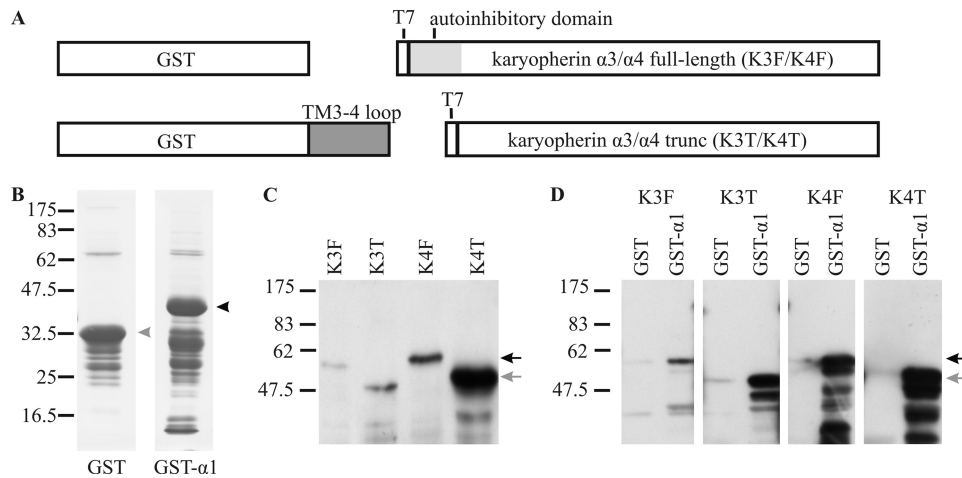 A
T7 autoinhibitory domain
GST
karyopherin α3/α4 full-length (K3F/K4F)
TM3-4 loop
T7
GST
karyopherin α3/α4 trunc (K3T/K4T)
B
175
83
62
47.5
32.5
25
16.5
GST GST-α1
C
K3F K3T K4F K4T
175
83
62
47.5
D
K3F K3T K4F K4T
GST GST-α1 GST GST-α1 GST GST-α1 GST GST-α1
175
83
62
47.5